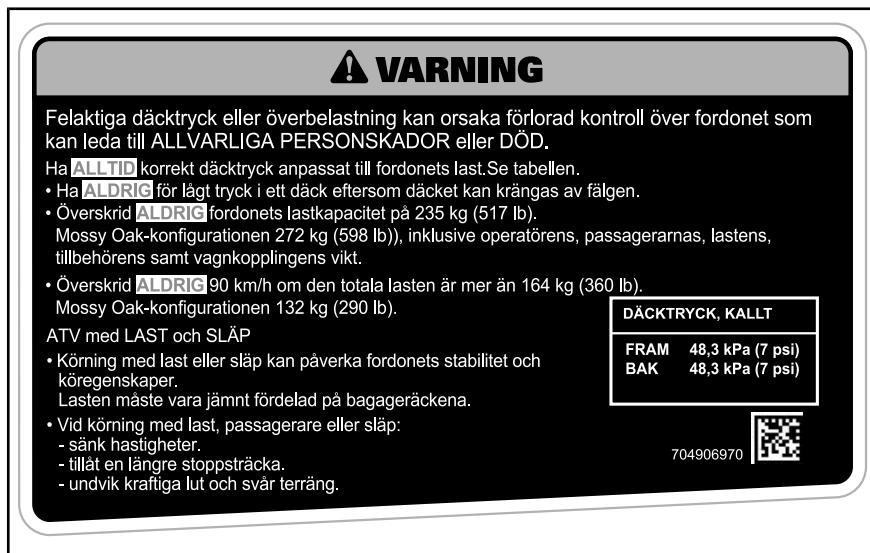 VARNING
Felaktiga däcktryck eller överbelastning kan orsaka förlorad kontroll över fordonet som
kan leda till ALLVARLIGA PERSONSKADOR eller DÖD.
Ha ALLTID korrekt däcktryck anpassat till fordonets last.Se tabellen.
• Ha ALDRIG för lågt tryck i ett däck eftersom däcket kan krängas av fälgen.
• Överskrid ALDRIG fordonets lastkapacitet på 235 kg (517 lb).
Mossy Oak-konfigurationen 272 kg (598 lb)), inklusive operatörens, passagerarnas, lastens,
tillbehörens samt vagnkopplingens vikt.
• Överskrid ALDRIG 90 km/h om den totala lasten är mer än 164 kg (360 lb).
Mossy Oak-konfigurationen 132 kg (290 lb).
ATV med LAST och SLÄP
• Körning med last eller släp kan påverka fordonets stabilitet och
köregenskaper.
Lasten måste vara jämnt fördelad på bagageräckena.
• Vid körning med last, passagerare eller släp:
- sänk hastigheter.
- tillåt en längre stoppsträcka.
- undvik kraftiga lut och svår terräng.
DÄCKTRYCK, KALLT
FRAM 48,3 kPa (7 psi)
BAK 48,3 kPa (7 psi)
704906970